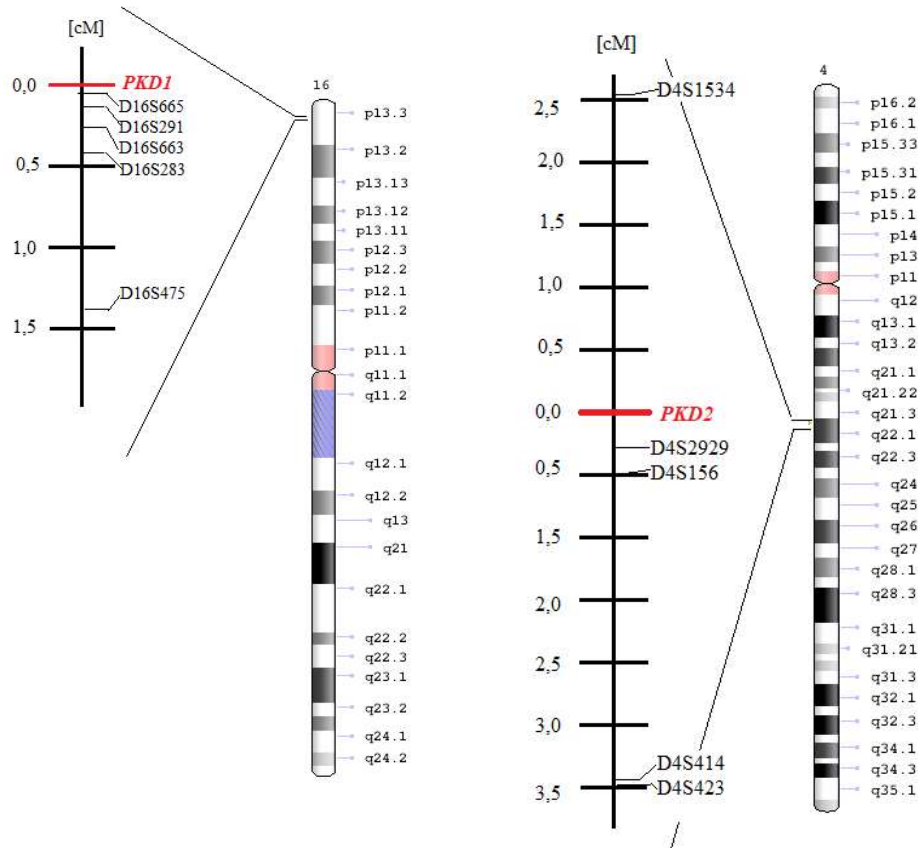 [cM]
0,0
PKD1
D16S665
D16S291
D16S663
0,5
D16S283
1,0
D16S475
1,5
16
p13.3
p13.2
p13.13
p13.12
p13.11
p12.3
p12.2
p12.1
p11.2
p11.1
q11.1
q11.2
q12.1
q12.2
q13
q21
q22.1
q22.2
q22.3
q23.1
q23.2
q24.1
q24.2
[cM]
D4S1534
2,5
2,0
1,5
1,0
0,5
0,0
PKD2
D4S2929
0,5
D4S156
1,5
2,0
2,5
3,0
D4S414
3,5
D4S423
4
p16.2
p16.1
p15.33
p15.31
p15.2
p15.1
p14
p13
p11
q12
q13.1
q13.2
q21.1
q21.22
q21.3
q22.1
q22.3
q24
q25
q26
q27
q28.1
q28.3
q31.1
q31.21
q31.3
q32.1
q32.3
q34.1
q34.3
q35.1